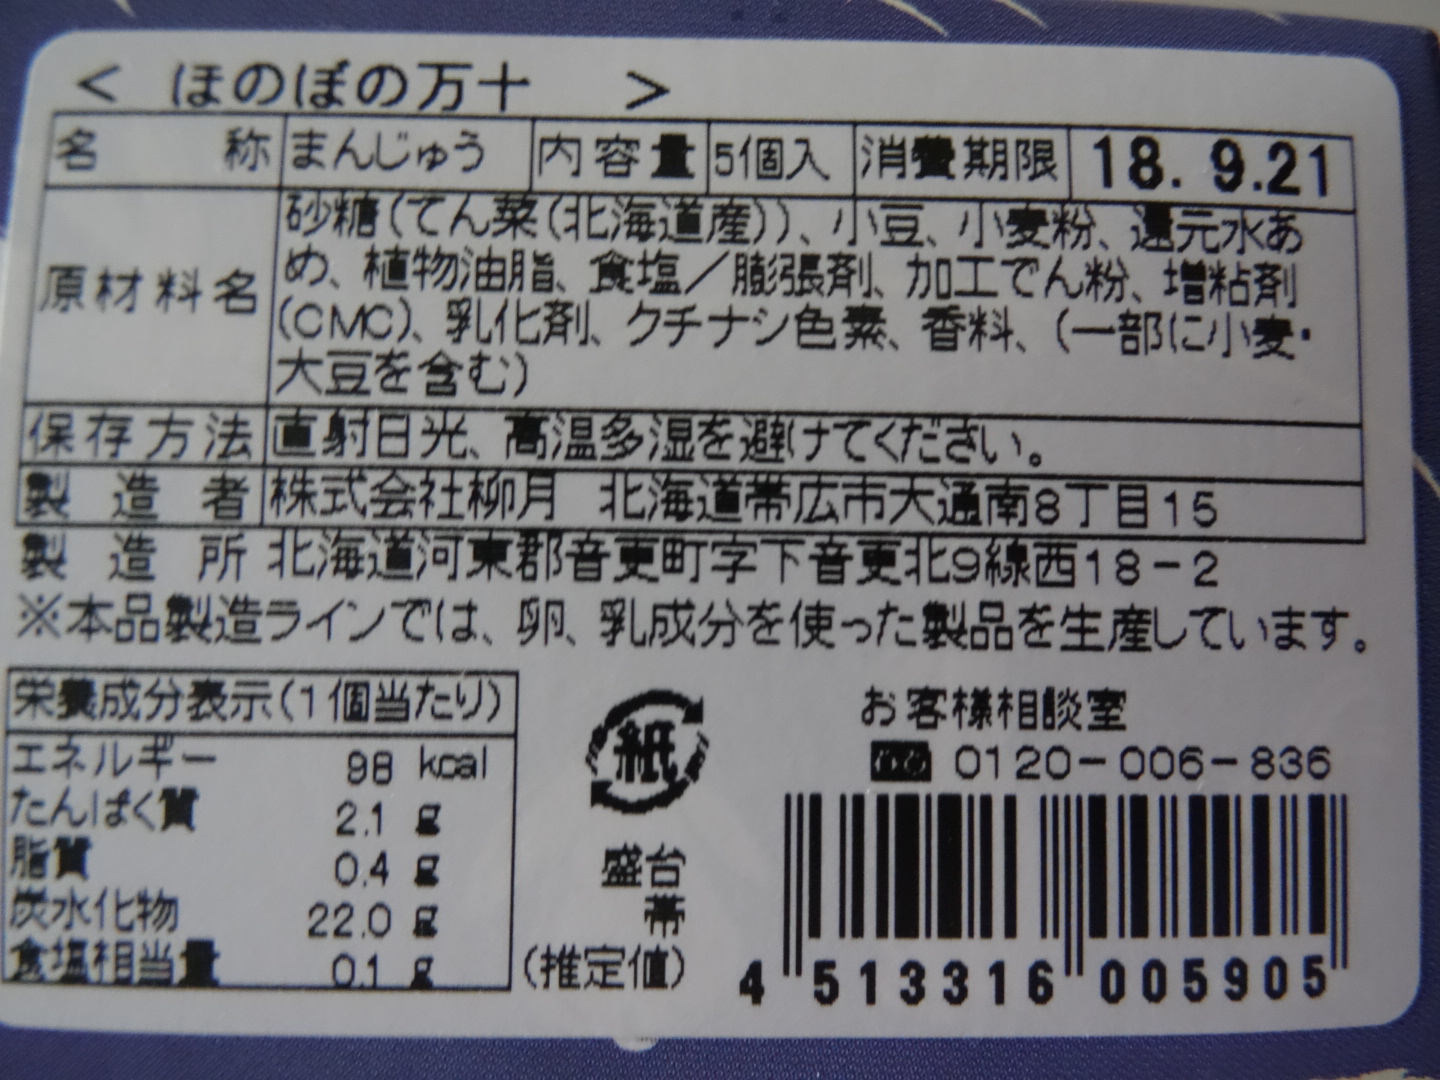 < ほのぼの万十 >
名称 まんじゅう 内容量 5個入 消費期限 18. 9.21
原材料名 砂糖(てん菜(北海道産))、小豆、小麦粉、還元水あ
め、植物油脂、食塩/膨張剤、加工でん粉、増粘剤
(CMC)、乳化剤、クチナシ色素、香料、(一部に小麦・
大豆を含む)
保存方法 直射日光、高温多湿を避けてください。
製造者 株式会社柳月 北海道帯広市大通南8丁目15
製造所 北海道河東郡音更町字下音更北9線西18-2
※本品製造ラインでは、卵、乳成分を使った製品を生産しています。
栄養成分表示(1個当たり)
エネルギー 98 kcal
たんぱく質 2.1 g
脂質 0.4 g
炭水化物 22.0 g
食塩相当量 0.1 g
(推定値)
紙
盛台
帯
お客様相談室
0120-006-836
4 513316 005905